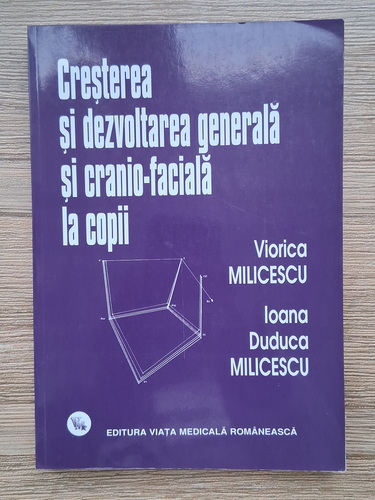 Creșterea
și dezvoltarea generală
și cranio-facială
la copii
Viorica
MILICESCU
Ioana
Duduca
MILICESCU
EDITURA VIAȚA MEDICALĂ ROMÂNEASCĂ